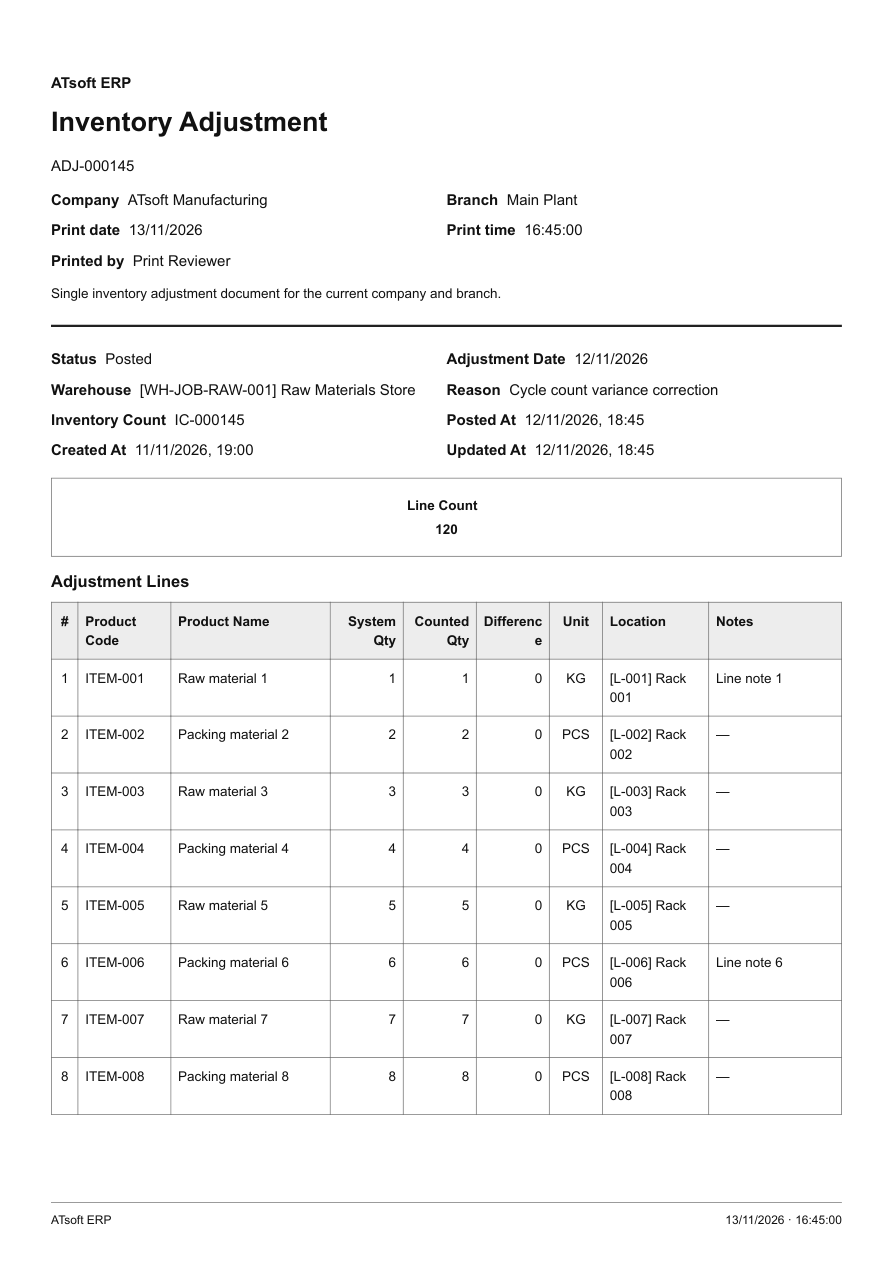 ATsoft ERP
Inventory Adjustment
ADJ-000145
Company ATsoft Manufacturing
Branch Main Plant
Print date 13/11/2026
Print time 16:45:00
Printed by Print Reviewer
Single inventory adjustment document for the current company and branch.
Status Posted
Adjustment Date 12/11/2026
Warehouse [WH-JOB-RAW-001] Raw Materials Store
Reason Cycle count variance correction
Inventory Count IC-000145
Posted At 12/11/2026, 18:45
Created At 11/11/2026, 19:00
Updated At 12/11/2026, 18:45
Line Count
120
Adjustment Lines
# Product Code Product Name System Qty Counted Qty Difference Unit Location Notes
1 ITEM-001 Raw material 1 1 1 0 KG [L-001] Rack 001 Line note 1
2 ITEM-002 Packing material 2 2 2 0 PCS [L-002] Rack 002 —
3 ITEM-003 Raw material 3 3 3 0 KG [L-003] Rack 003 —
4 ITEM-004 Packing material 4 4 4 0 PCS [L-004] Rack 004 —
5 ITEM-005 Raw material 5 5 5 0 KG [L-005] Rack 005 —
6 ITEM-006 Packing material 6 6 6 0 PCS [L-006] Rack 006 Line note 6
7 ITEM-007 Raw material 7 7 7 0 KG [L-007] Rack 007 —
8 ITEM-008 Packing material 8 8 8 0 PCS [L-008] Rack 008 —
ATsoft ERP
13/11/2026 · 16:45:00